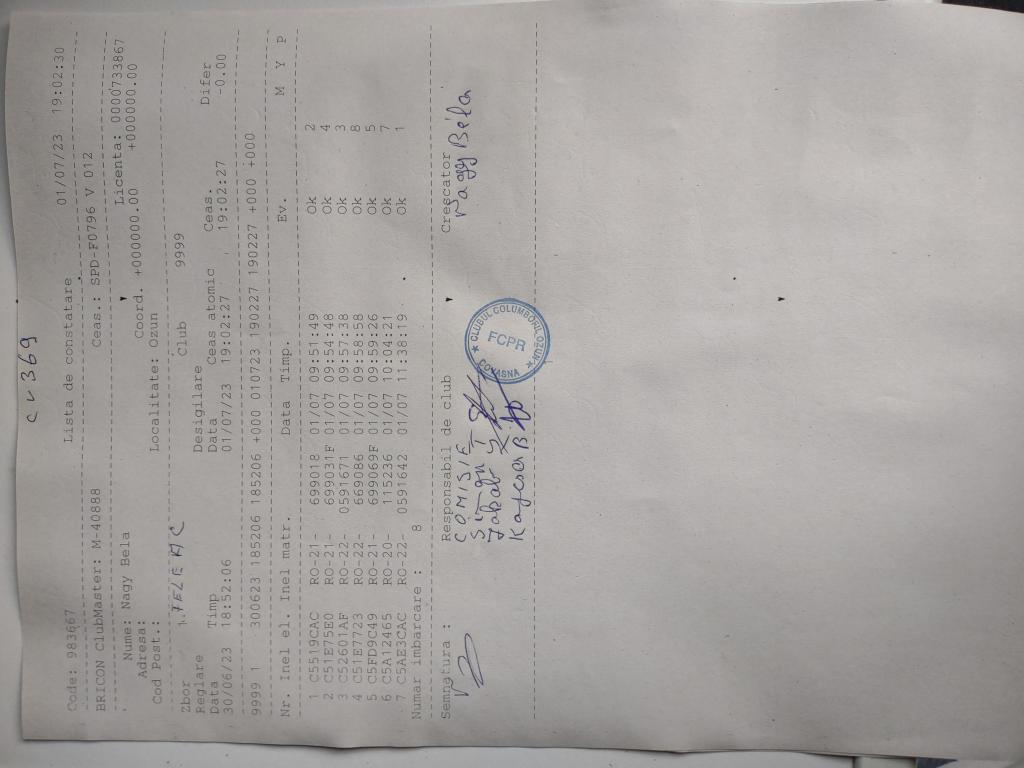 CV 369
Code: 983667 Lista de constatare 01/07/23 19:02:30
BRICON ClubMaster: M-40888 Ceas.: SPD-F0796 V 012
Nume: Nagy Bela Licenta: 0000733867
Adresa: Coord. +000000.00 +000000.00
Cod Post.: Localitate: Ozun
Zbor 1. TELEAC Club 9999
Reglare Desigilare
Data Timp Data Ceas atomic Ceas. Difer
30/06/23 18:52:06 01/07/23 19:02:27 19:02:27 -0.00
9999 1 300623 185206 185206 +000 010723 190227 190227 +000 +000
Nr. Inel el. Inel matr. Data Timp. Ev. M Y P
1 C5519CAC RO-21- 699018 01/07 09:51:49 Ok 2
2 C51E75E0 RO-21- 699031F 01/07 09:54:48 Ok 4
3 C52601AF RO-22- 0591671 01/07 09:57:38 Ok 3
4 C51E7723 RO-22- 669086 01/07 09:58:58 Ok 8
5 C5FD9C49 RO-21- 699069F 01/07 09:59:26 Ok 5
6 C5A12465 RO-20- 115236 01/07 10:04:21 Ok 7
7 C5AE3CAC RO-22- 0591642 01/07 11:38:19 Ok 1
Numar imbarcare : 8
Semnatura : Responsabil de club Crescator
COMISIE
Nagy Béla
CLUBUL COLUMBOFIL OZUN
FCPR
COVASNA